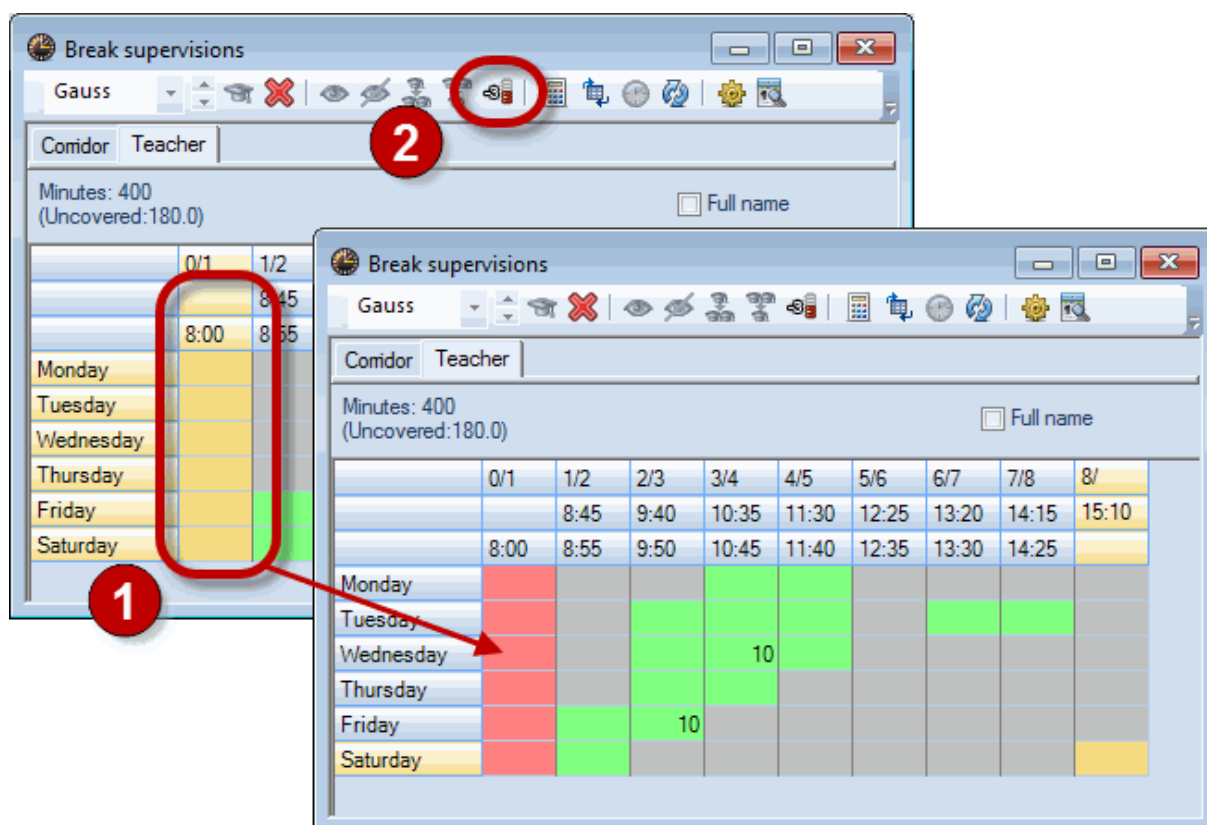 Break supervisions
Gauss
2
Corridor Teacher
Minutes: 400
(Uncovered:180.0)
Full name
0/1 1/2
8:45
8:00 8:55
Monday
Tuesday
Wednesday
Thursday
Friday
Saturday
1
Break supervisions
Gauss
Corridor Teacher
Minutes: 400
(Uncovered:180.0)
Full name
0/1 1/2 2/3 3/4 4/5 5/6 6/7 7/8 8/
8:45 9:40 10:35 11:30 12:25 13:20 14:15 15:10
8:00 8:55 9:50 10:45 11:40 12:35 13:30 14:25
Monday
Tuesday
Wednesday 10
Thursday
Friday 10
Saturday